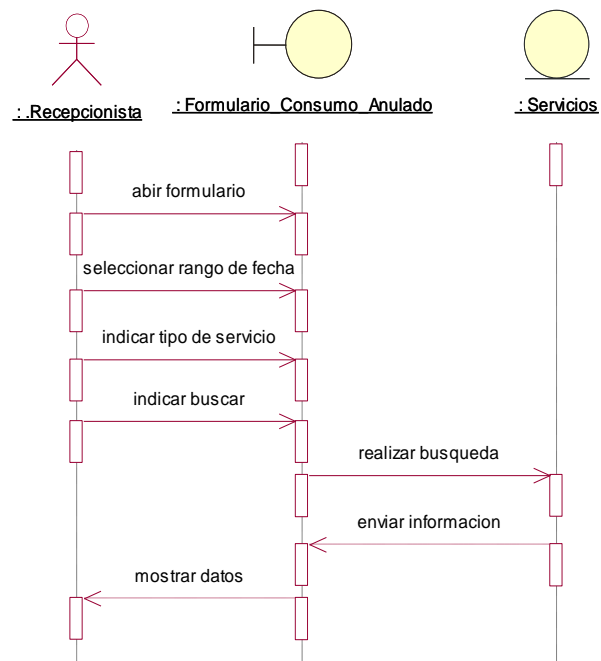 : .Recepcionista
: Formulario_Consumo_Anulado
: Servicios
abir formulario
seleccionar rango de fecha
indicar tipo de servicio
indicar buscar
realizar busqueda
enviar informacion
mostrar datos